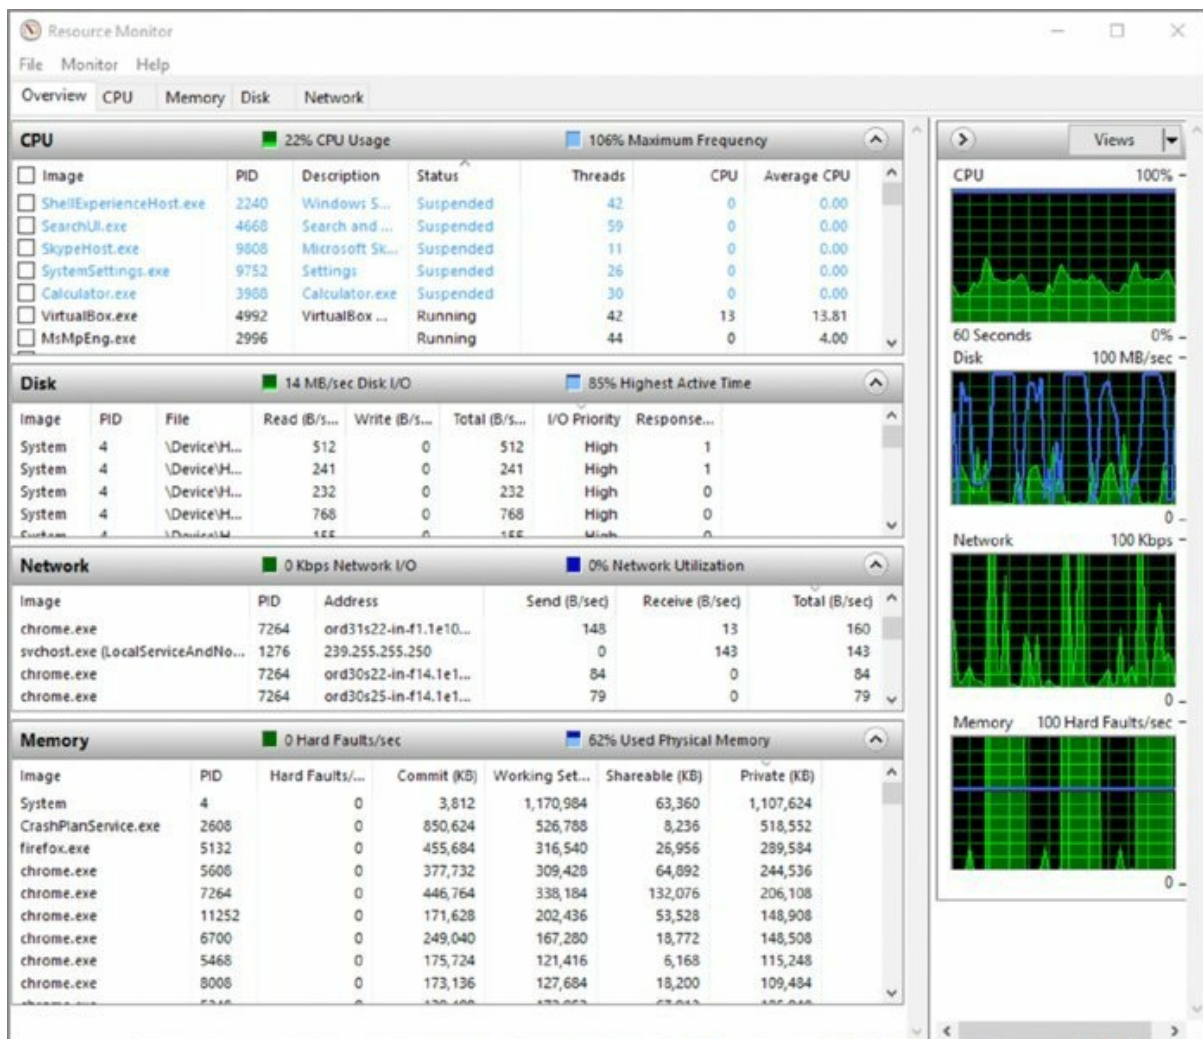 Resource Monitor
File Monitor Help
Overview CPU Memory Disk Network
CPU 22% CPU Usage 106% Maximum Frequency
Image PID Description Status Threads CPU Average CPU
ShellExperienceHost.exe 2240 Windows S... Suspended 42 0 0.00
SearchUI.exe 4668 Search and ... Suspended 59 0 0.00
SkypeHost.exe 9808 Microsoft Sk... Suspended 11 0 0.00
SystemSettings.exe 9752 Settings Suspended 26 0 0.00
Calculator.exe 3988 Calculator.exe Suspended 30 0 0.00
VirtualBox.exe 4992 VirtualBox ... Running 42 13 13.81
MsMpEng.exe 2996 Running 44 0 4.00
Disk 14 MB/sec Disk I/O 85% Highest Active Time
Image PID File Read (B/s... Write (B/s... Total (B/s... I/O Priority Response...
System 4 \Device\H... 512 0 512 High 1
System 4 \Device\H... 241 0 241 High 1
System 4 \Device\H... 232 0 232 High 0
System 4 \Device\H... 768 0 768 High 0
Network 0 Kbps Network I/O 0% Network Utilization
Image PID Address Send (B/sec) Receive (B/sec) Total (B/sec)
chrome.exe 7264 ord31s22-in-f1.1e10... 148 13 160
svchost.exe (LocalServiceAndNo... 1276 239.255.255.250 0 143 143
chrome.exe 7264 ord30s22-in-f14.1e1... 84 0 84
chrome.exe 7264 ord30s25-in-f14.1e1... 79 0 79
Memory 0 Hard Faults/sec 62% Used Physical Memory
Image PID Hard Faults/... Commit (KB) Working Set... Shareable (KB) Private (KB)
System 4 0 3,812 1,170,984 63,360 1,107,624
CrashPlanService.exe 2608 0 850,624 526,788 8,236 518,552
firefox.exe 5132 0 455,684 316,540 26,956 289,584
chrome.exe 5608 0 377,732 309,428 64,892 244,536
chrome.exe 7264 0 446,764 338,184 132,076 206,108
chrome.exe 11252 0 171,628 202,436 53,528 148,908
chrome.exe 6700 0 249,040 167,280 18,772 148,508
chrome.exe 5468 0 175,724 121,416 6,168 115,248
chrome.exe 8008 0 173,136 127,684 18,200 109,484
Views
CPU 100%
60 Seconds 0%
Disk 100 MB/sec
0
Network 100 Kbps
0
Memory 100 Hard Faults/sec
0